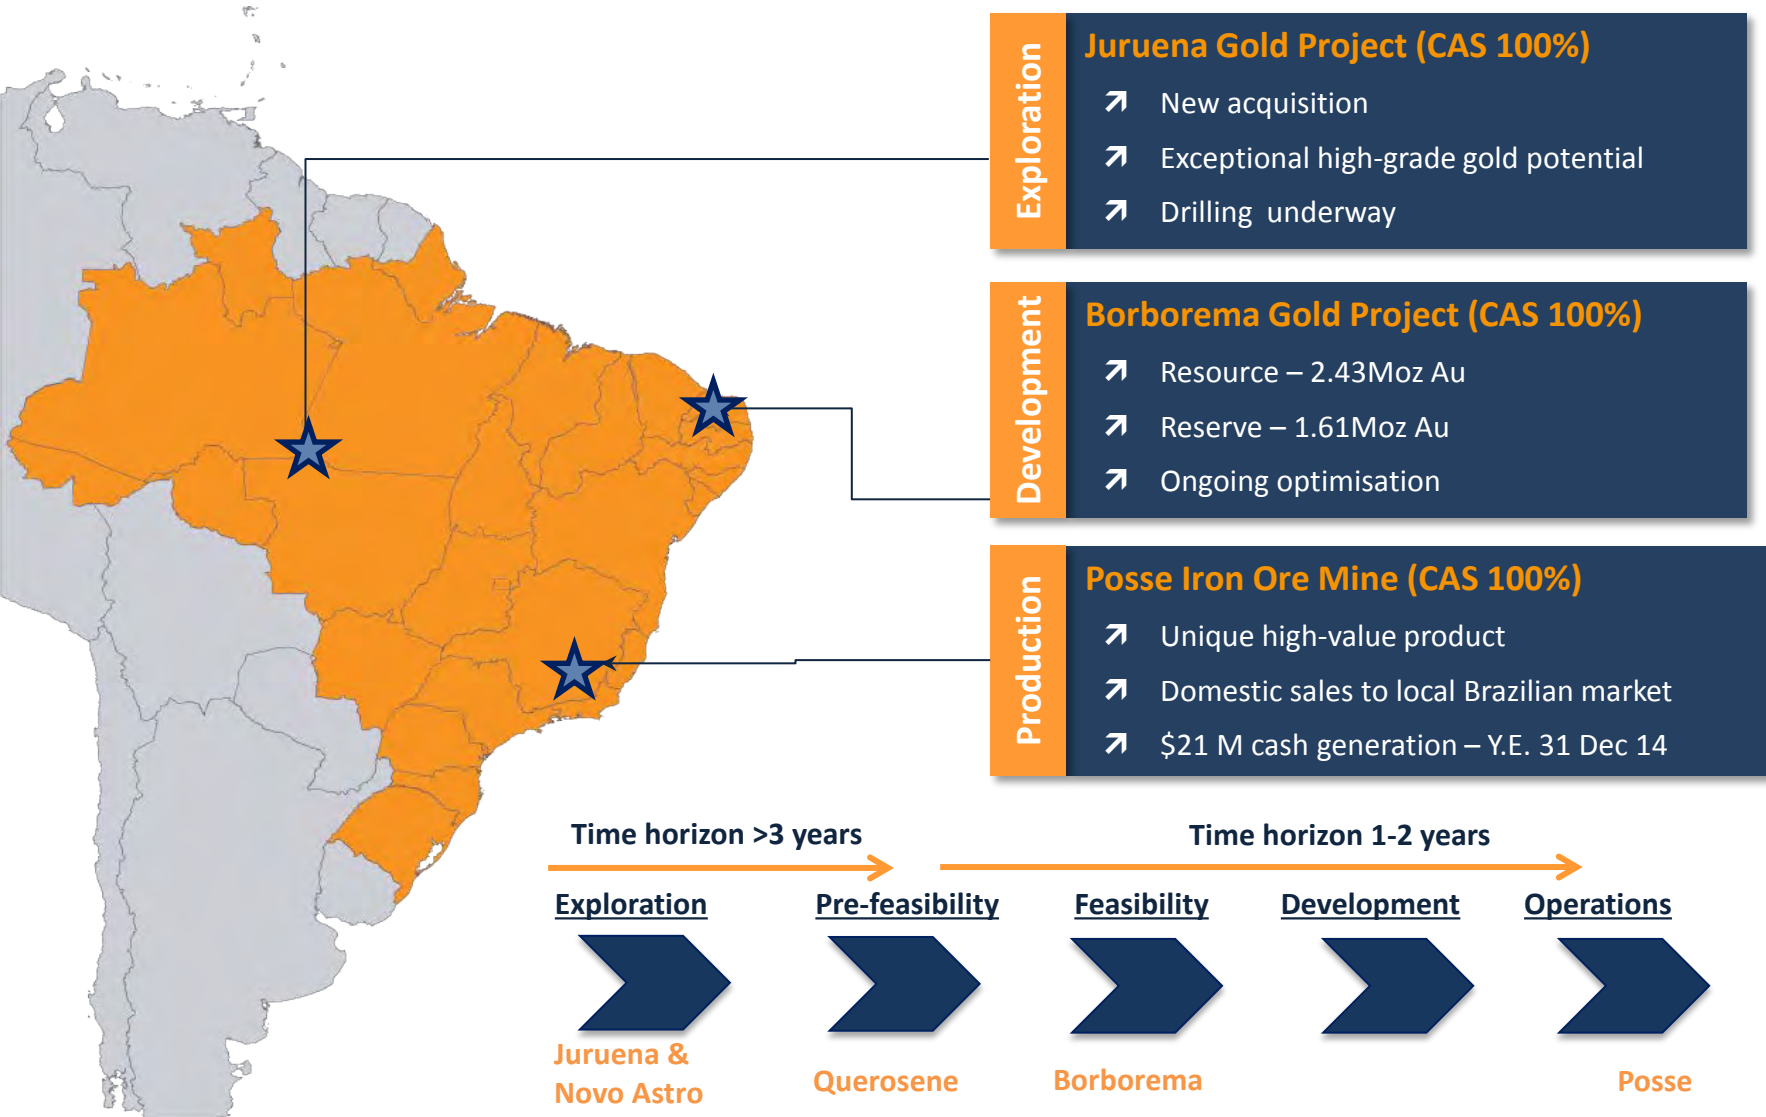 Exploration
Juruena Gold Project (CAS 100%)
New acquisition
Exceptional high-grade gold potential
Drilling underway
Development
Borborema Gold Project (CAS 100%)
Resource – 2.43Moz Au
Reserve – 1.61Moz Au
Ongoing optimisation
Production
Posse Iron Ore Mine (CAS 100%)
Unique high-value product
Domestic sales to local Brazilian market
$21 M cash generation – Y.E. 31 Dec 14
Time horizon >3 years
Time horizon 1-2 years
Exploration
Pre-feasibility
Feasibility
Development
Operations
Juruena &
Novo Astro
Querosene
Borborema
Posse